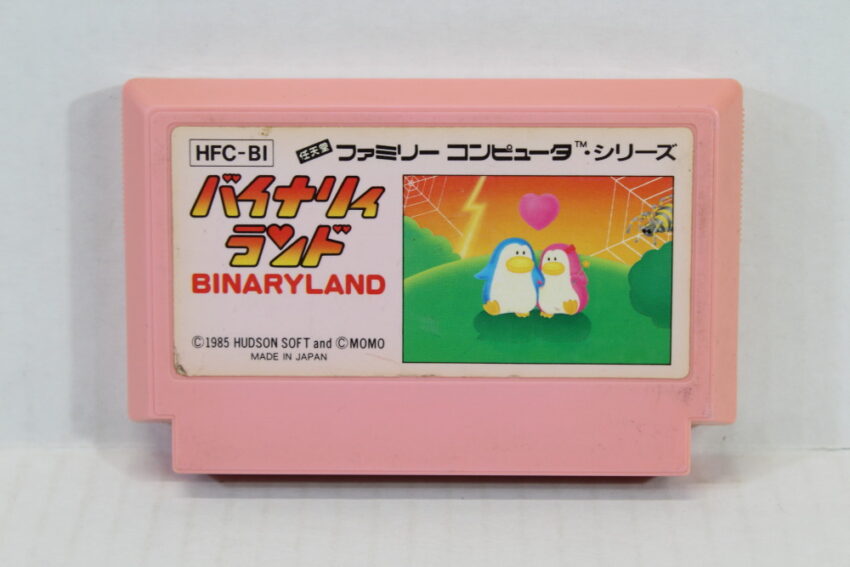 HFC-BI 任天堂 ファミリー コンピュータ™・シリーズ
バイナリィ
ランド
BINARYLAND
©1985 HUDSON SOFT and ©MOMO
MADE IN JAPAN